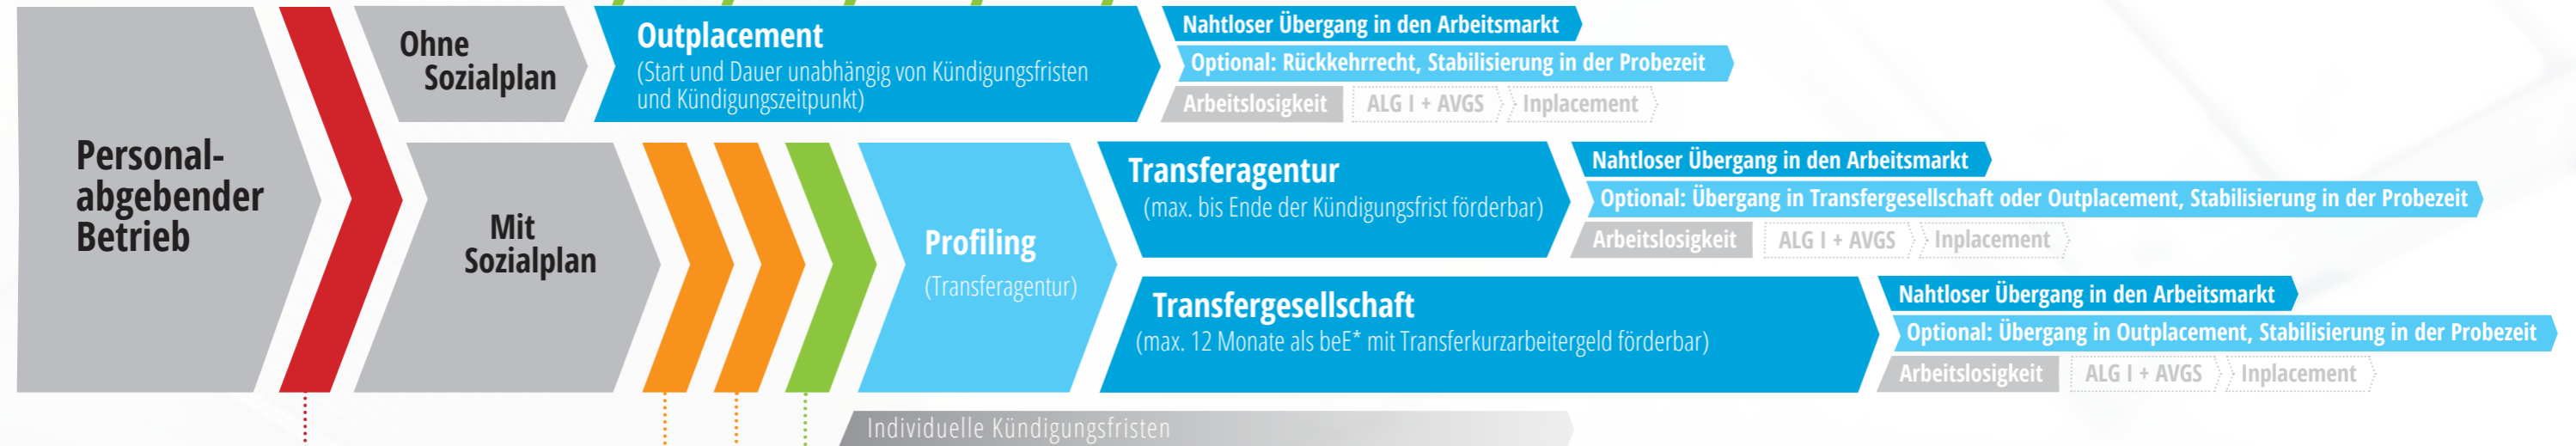 Personal-
abgebender
Betrieb
Ohne
Sozialplan
Outplacement
(Start und Dauer unabhängig von Kündigungsfristen
und Kündigungszeitpunkt)
Nahtloser Übergang in den Arbeitsmarkt
Optional: Rückkehrrecht, Stabilisierung in der Probezeit
Arbeitslosigkeit ALG I + AVGS Inplacement
Mit
Sozialplan
Profiling
(Transferagentur)
Transferagentur
(max. bis Ende der Kündigungsfrist förderbar)
Nahtloser Übergang in den Arbeitsmarkt
Optional: Übergang in Transfergesellschaft oder Outplacement, Stabilisierung in der Probezeit
Arbeitslosigkeit ALG I + AVGS Inplacement
Transfergesellschaft
(max. 12 Monate als beE* mit Transferkurzarbeitergeld förderbar)
Nahtloser Übergang in den Arbeitsmarkt
Optional: Übergang in Outplacement, Stabilisierung in der Probezeit
Arbeitslosigkeit ALG I + AVGS Inplacement
Individuelle Kündigungsfristen